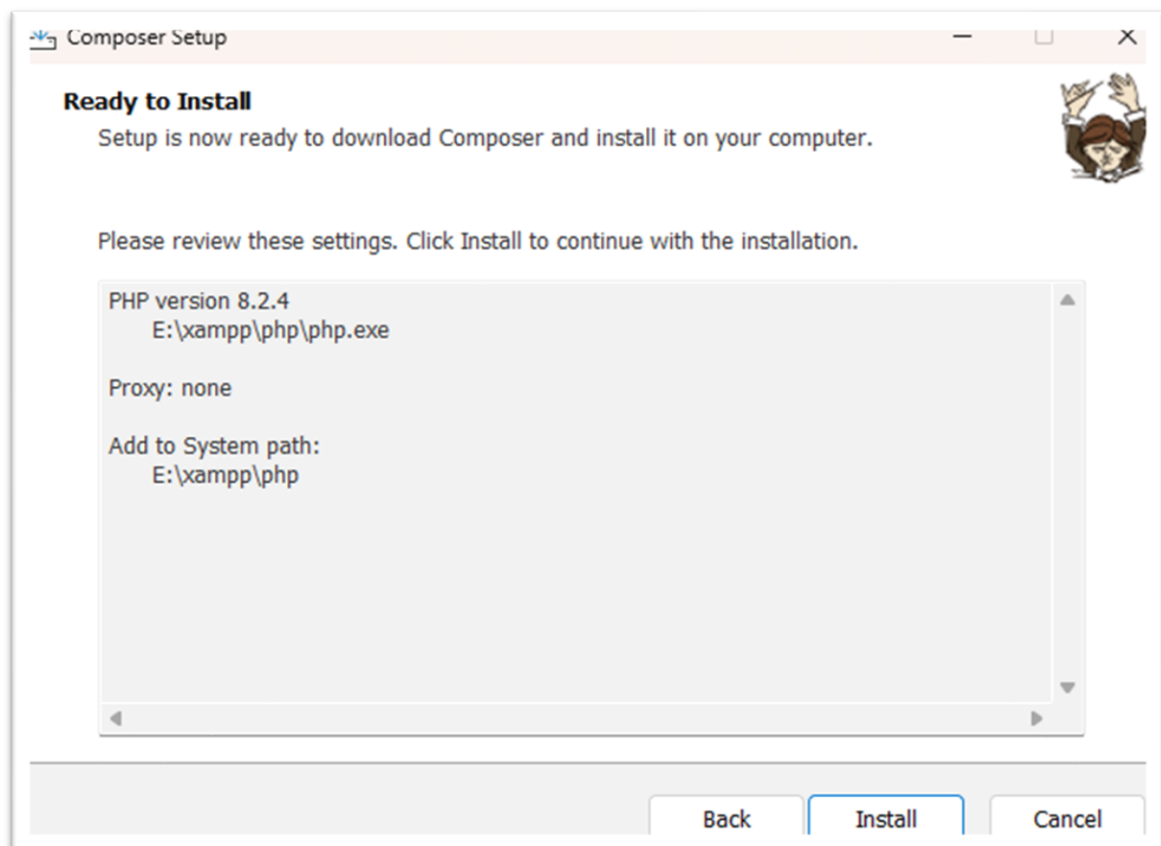 Composer Setup
Ready to Install
Setup is now ready to download Composer and install it on your computer.
Please review these settings. Click Install to continue with the installation.
PHP version 8.2.4
E:\xampp\php\php.exe
Proxy: none
Add to System path:
E:\xampp\php
Back
Install
Cancel